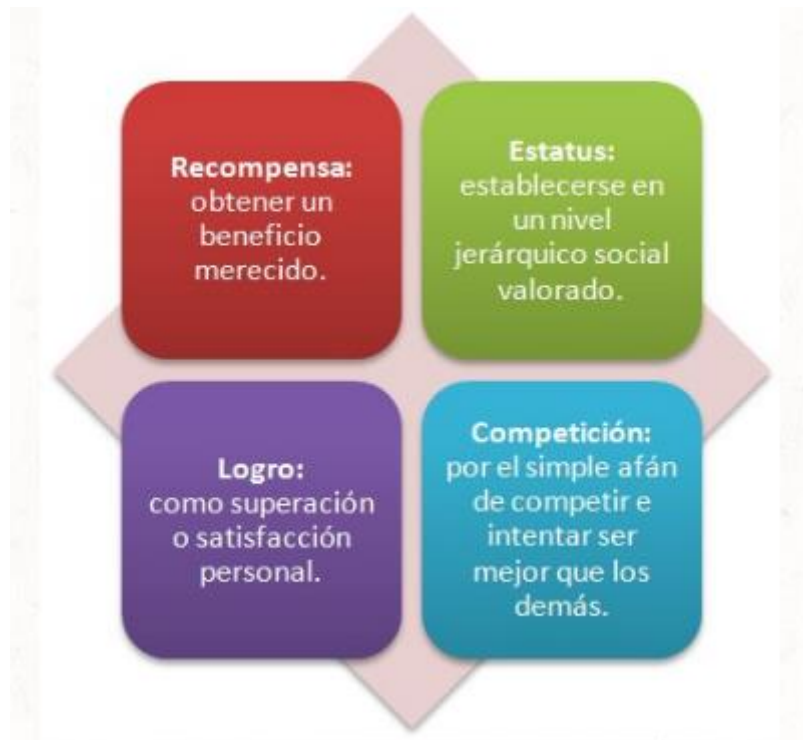 Recompensa:
obtener un
beneficio
merecido.
Estatus:
establecerse en
un nivel
jerárquico social
valorado.
Logro:
como superación
o satisfacción
personal.
Competición:
por el simple afán
de competir e
intentar ser
mejor que los
demás.